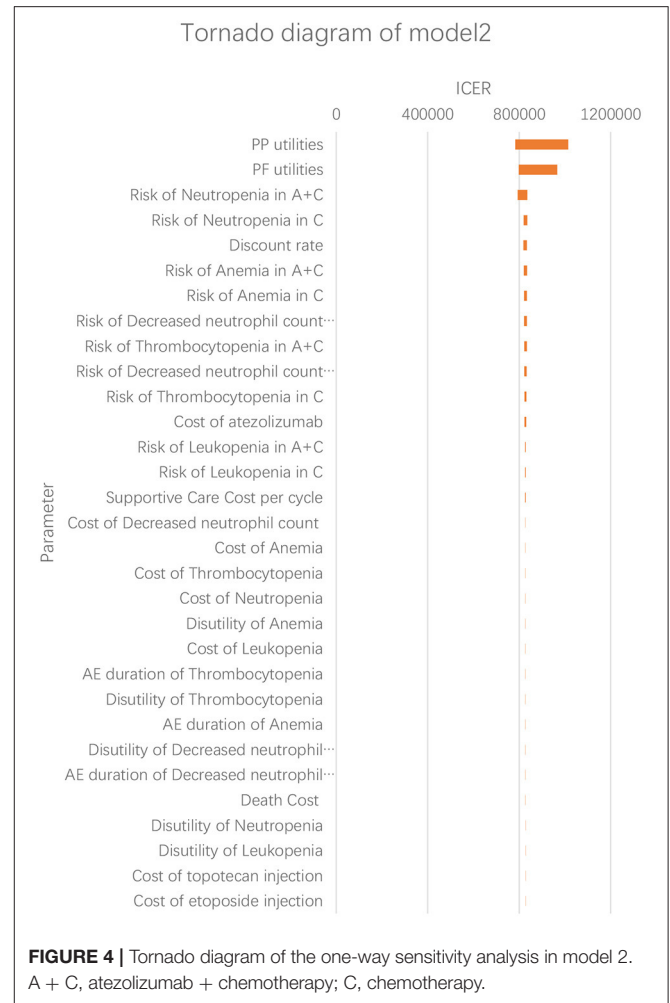 Tornado diagram of model2
ICER
0 400000 800000 1200000
Parameter
PP utilities
PF utilities
Risk of Neutropenia in A+C
Risk of Neutropenia in C
Discount rate
Risk of Anemia in A+C
Risk of Anemia in C
Risk of Decreased neutrophil count⋯
Risk of Thrombocytopenia in A+C
Risk of Decreased neutrophil count⋯
Risk of Thrombocytopenia in C
Cost of atezolizumab
Risk of Leukopenia in A+C
Risk of Leukopenia in C
Supportive Care Cost per cycle
Cost of Decreased neutrophil count
Cost of Anemia
Cost of Thrombocytopenia
Cost of Neutropenia
Disutility of Anemia
Cost of Leukopenia
AE duration of Thrombocytopenia
Disutility of Thrombocytopenia
AE duration of Anemia
Disutility of Decreased neutrophil⋯
AE duration of Decreased neutrophil⋯
Death Cost
Disutility of Neutropenia
Disutility of Leukopenia
Cost of topotecan injection
Cost of etoposide injection
FIGURE 4 | Tornado diagram of the one-way sensitivity analysis in model 2.
A + C, atezolizumab + chemotherapy; C, chemotherapy.